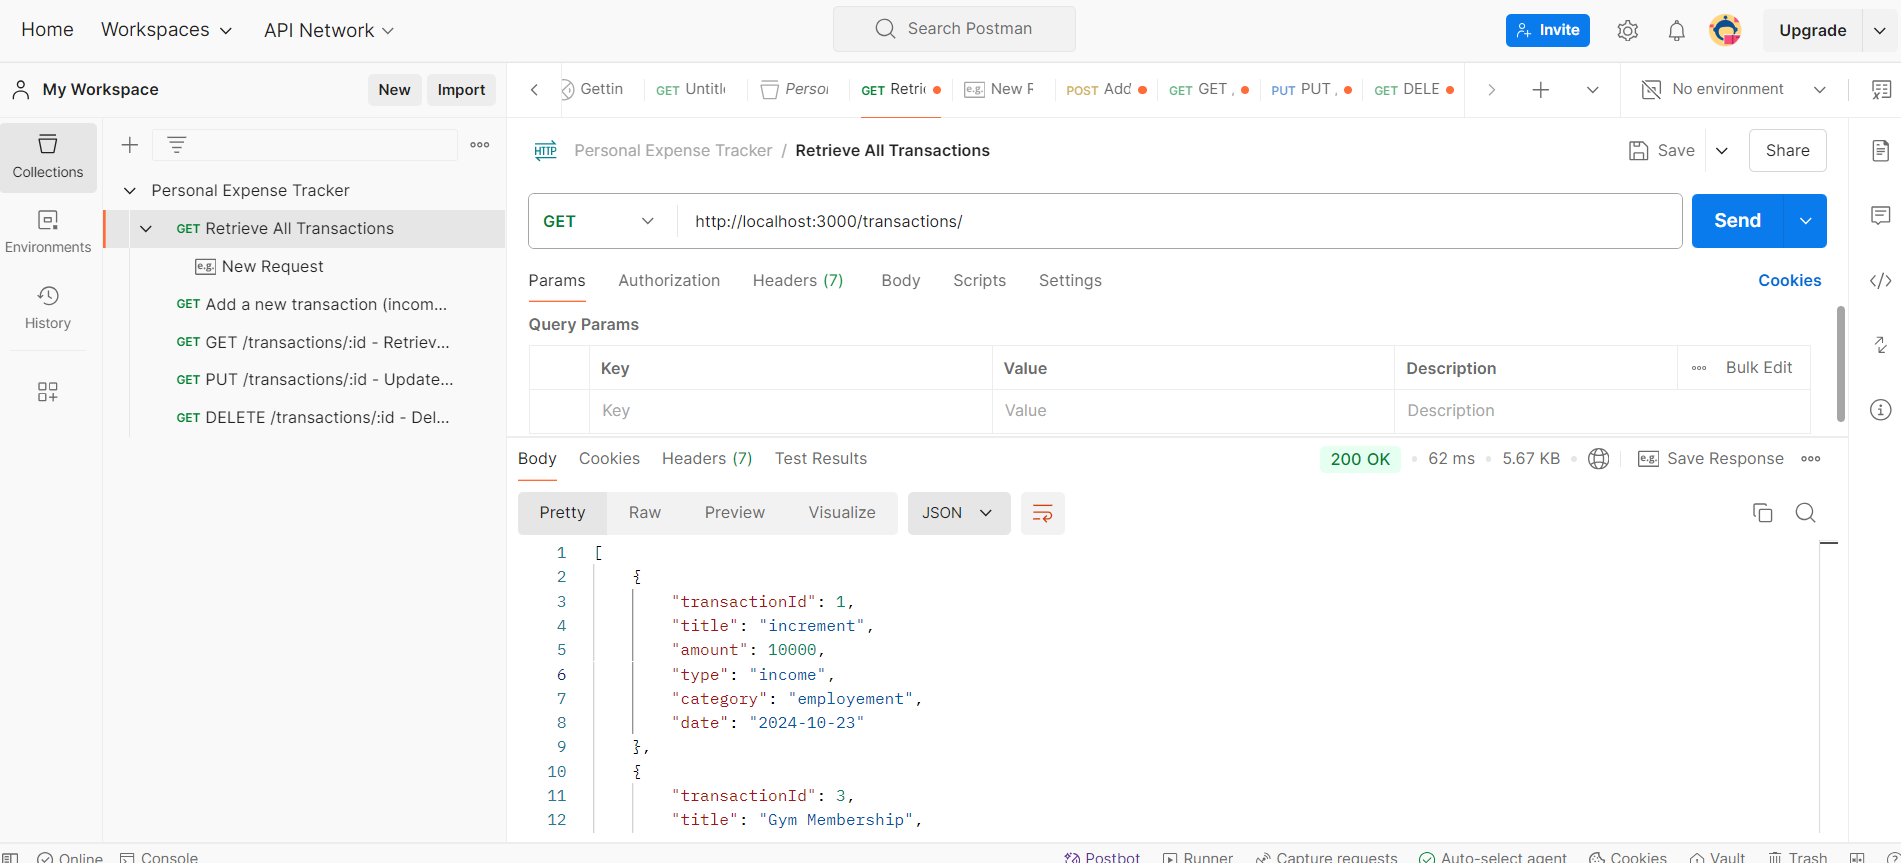 Home Workspaces API Network Search Postman Invite Upgrade
My Workspace New Import Gettin GET Untitl Perso GET Retri e.g. New R POST Add GET GET PUT PUT GET DELE No environment
Collections
Environments
History
Personal Expense Tracker
GET Retrieve All Transactions
e.g. New Request
GET Add a new transaction (incom...
GET GET /transactions/:id - Retriev...
GET PUT /transactions/:id - Update...
GET DELETE /transactions/:id - Del...
HTTP Personal Expense Tracker / Retrieve All Transactions Save Share
GET http://localhost:3000/transactions/ Send
Params Authorization Headers (7) Body Scripts Settings Cookies
Query Params
Key Value Description Bulk Edit
Key Value Description
Body Cookies Headers (7) Test Results 200 OK 62 ms 5.67 KB e.g. Save Response
Pretty Raw Preview Visualize JSON
1 [
2 {
3 "transactionId": 1,
4 "title": "increment",
5 "amount": 10000,
6 "type": "income",
7 "category": "employement",
8 "date": "2024-10-23"
9 },
10 {
11 "transactionId": 3,
12 "title": "Gym Membership",
Online Console Postbot Runner Capture requests Auto-select agent Cookies Vault Trash